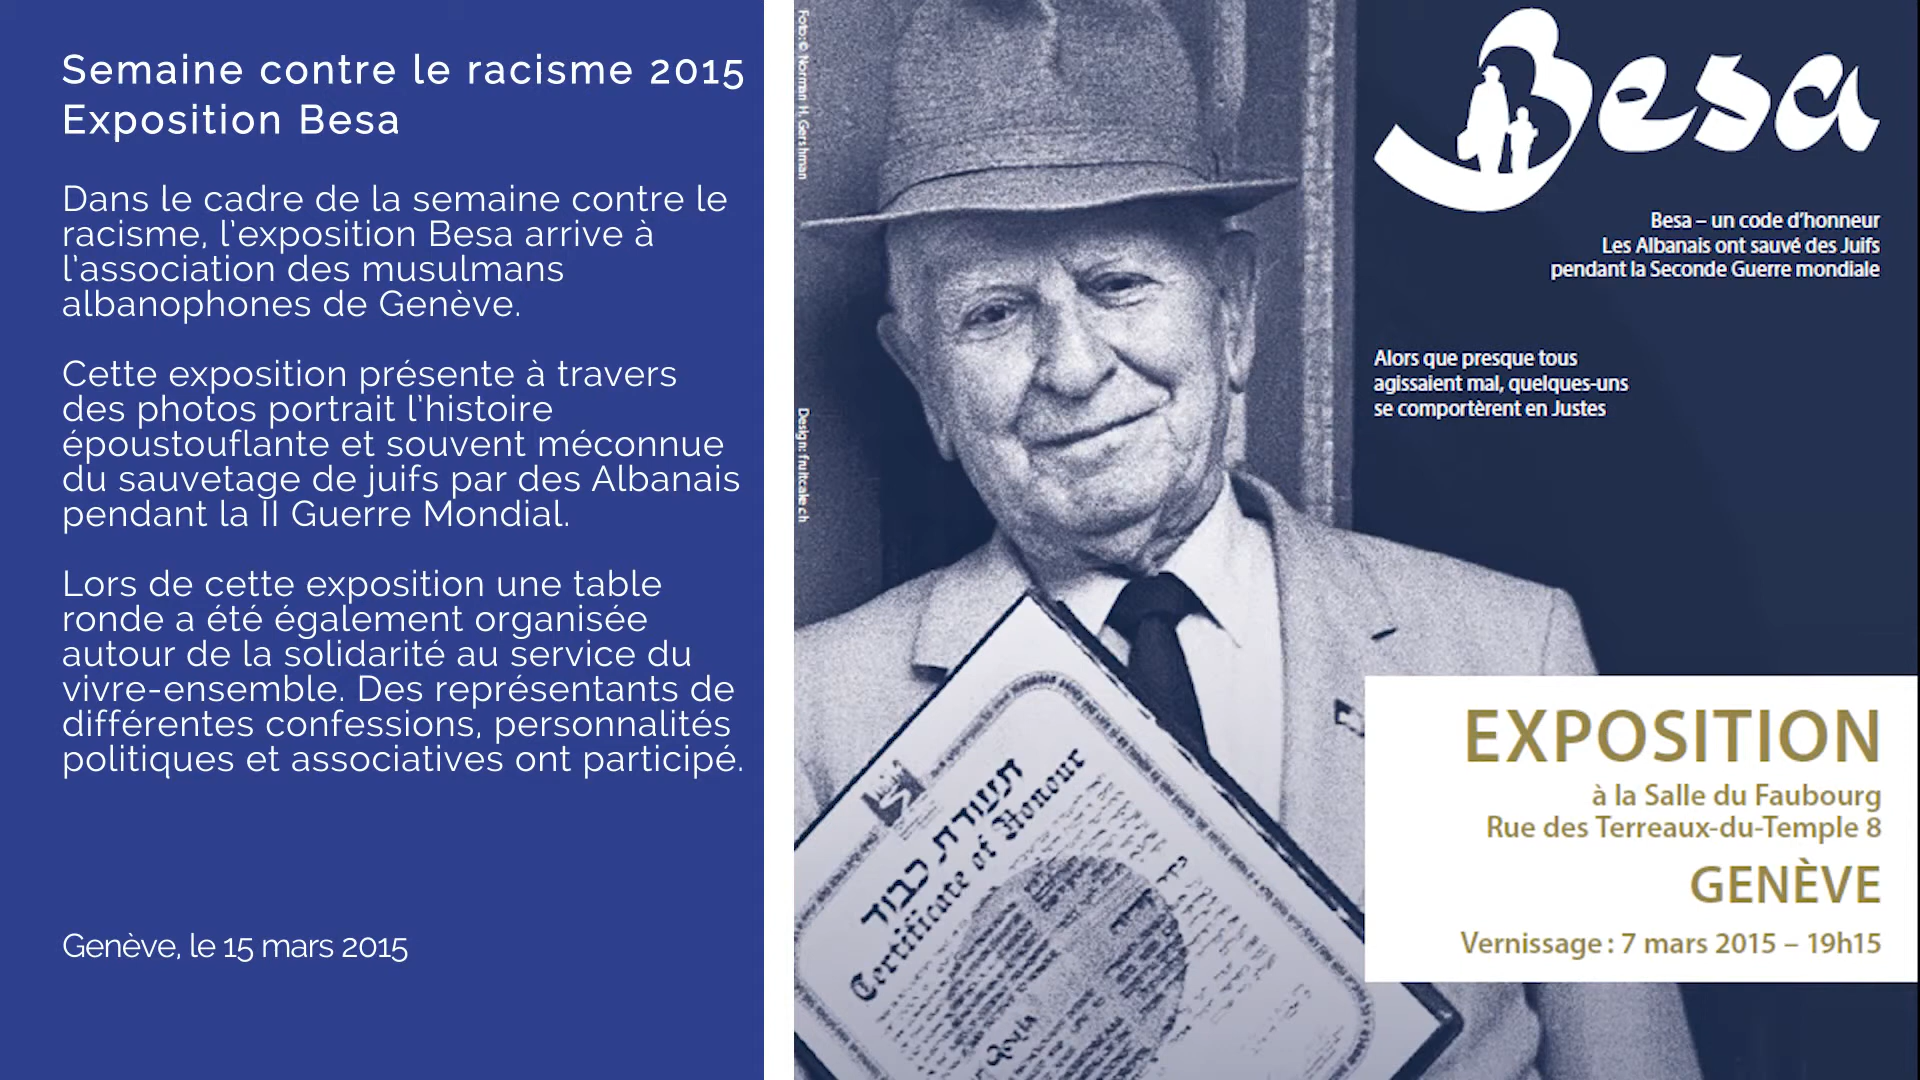 Semaine contre le racisme 2015
Exposition Besa
Dans le cadre de la semaine contre le
racisme, l'exposition Besa arrive à
l'association des musulmans
albanophones de Genève.
Cette exposition présente à travers
des photos portrait l'histoire
époustouflante et souvent méconnue
du sauvetage de juifs par des Albanais
pendant la II Guerre Mondial.
Lors de cette exposition une table
ronde a été également organisée
autour de la solidarité au service du
vivre-ensemble. Des représentants de
différentes confessions, personnalités
politiques et associatives ont participé.
Genève, le 15 mars 2015
Foto: © Norman H. Gershman
Design: fruitcake.ch
Besa
Besa – un code d'honneur
Les Albanais ont sauvé des Juifs
pendant la Seconde Guerre mondiale
Alors que presque tous
agissaient mal, quelques-uns
se comportèrent en Justes
תעודת כבוד
Certificate of Honour
EXPOSITION
à la Salle du Faubourg
Rue des Terreaux-du-Temple 8
GENÈVE
Vernissage : 7 mars 2015 – 19h15